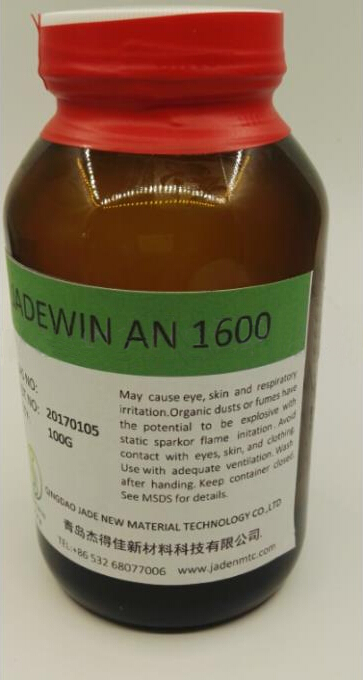 JADEWIN AN 1600
NO:
NO: 20170105
100G
May cause eye, skin and respiratory
irritation.Organic dusts or fumes have
the potential to be explosive with
static sparkor flame initation. Avoid
contact with eyes, skin, and clothing
Use with adequate ventilation. Wash
after handing. Keep container closed.
See MSDS for details.
QINGDAO JADE NEW MATERIAL TECHNOLOGY CO.,LTD
青岛杰得佳新材料科技有限公司.
TEL:+86 532 68077006 www.jadenmtc.com